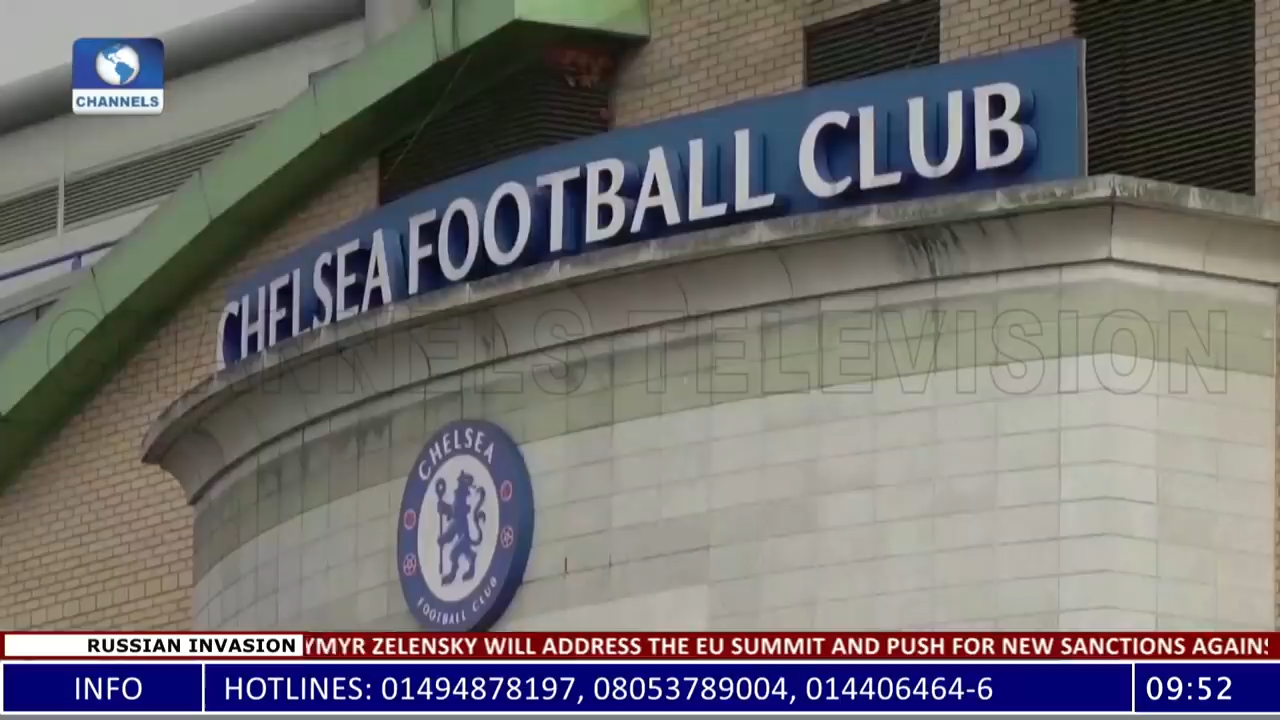 CHANNELS
CHELSEA FOOTBALL CLUB
CHANNELS TELEVISION
CHELSEA
FOOTBALL CLUB
RUSSIAN INVASION
YMYR ZELENSKY WILL ADDRESS THE EU SUMMIT AND PUSH FOR NEW SANCTIONS AGAINS
INFO
HOTLINES: 01494878197, 08053789004, 014406464-6
09:52